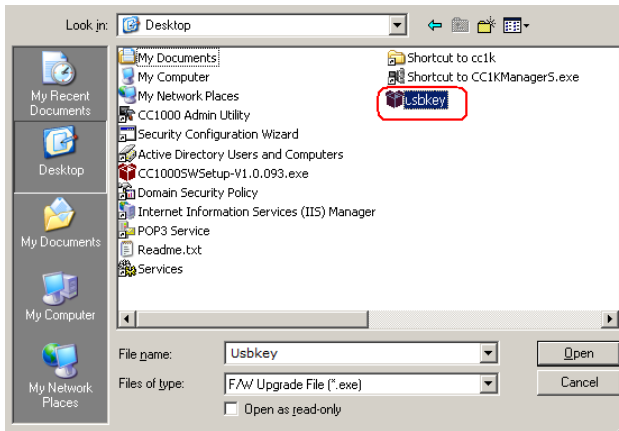 Look in:
Desktop
My Recent
Documents
Desktop
My Documents
My Computer
My Network
Places
My Documents
My Computer
My Network Places
CC1000 Admin Utility
Security Configuration Wizard
Active Directory Users and Computers
CC1000SWSetup-V1.0.093.exe
Domain Security Policy
Internet Information Services (IIS) Manager
POP3 Service
Readme.txt
Services
Shortcut to cc1k
Shortcut to CC1KManagerS.exe
Usbkey
File name:
Usbkey
Open
Files of type:
F/W Upgrade File (*.exe)
Cancel
Open as read-only